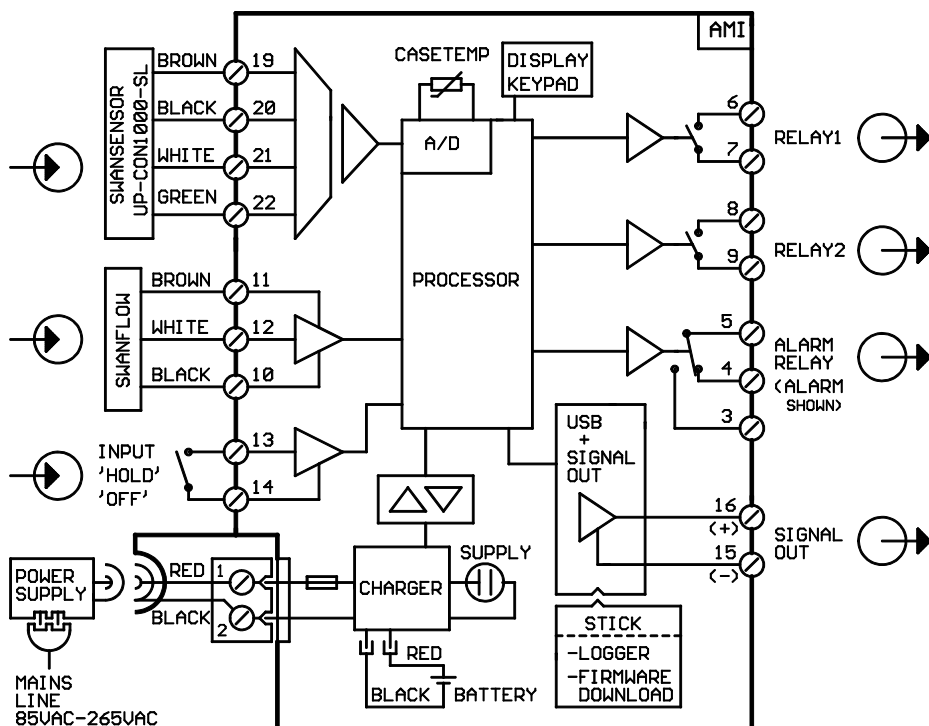 AMI
SWANSENSOR
UP-CON1000-SL
BROWN
19
BLACK
20
WHITE
21
GREEN
22
CASETEMP
DISPLAY
KEYPAD
A/D
PROCESSOR
6
7
RELAY1
8
9
RELAY2
SWANFLOW
BROWN
11
WHITE
12
BLACK
10
5
4
3
ALARM
RELAY
(ALARM
SHOWN)
INPUT
'HOLD'
'OFF'
13
14
USB
+
SIGNAL
OUT
16
(+)
15
(-)
SIGNAL
OUT
POWER
SUPPLY
RED
1
BLACK
2
CHARGER
SUPPLY
RED
BLACK
BATTERY
STICK
-LOGGER
-FIRMWARE
DOWNLOAD
MAINS
LINE
85VAC-265VAC